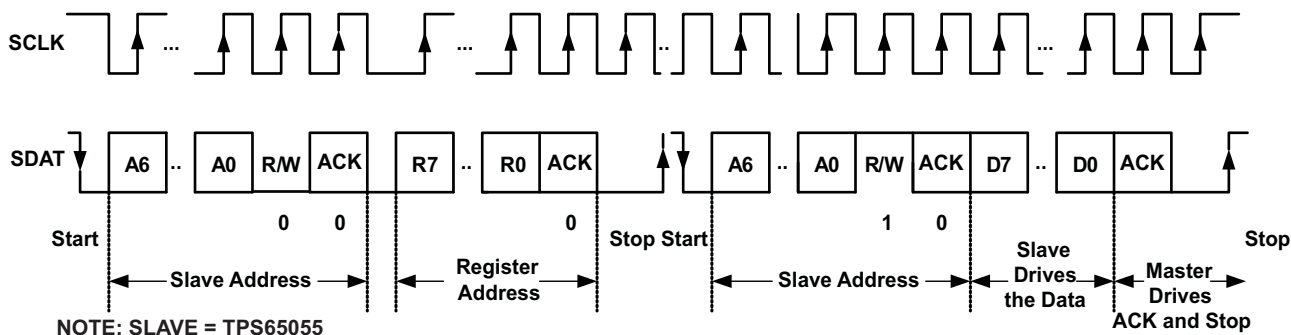 SCLK ... ... .. ...
SDAT A6 .. A0 R/W ACK R7 .. R0 ACK A6 .. A0 R/W ACK D7 .. D0 ACK
0 0 0 1 0
Start Stop Start Stop
Slave Address
Register
Address
Slave Address
Slave
Drives
the Data
Master
Drives
ACK and Stop
NOTE: SLAVE = TPS65055